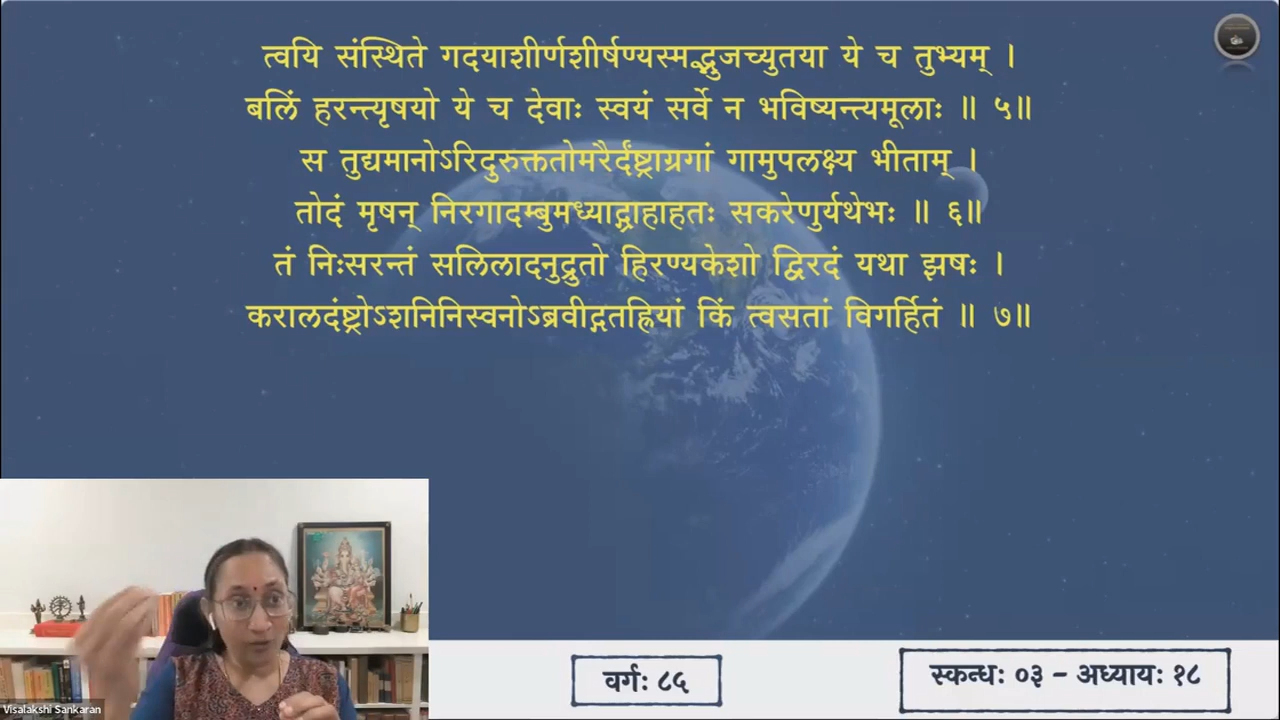 त्वयि संस्थिते गदयाशीर्णशीर्षण्यस्मद्भुजच्युतया ये च तुभ्यम् ।
बलिं हरन्त्यृषयो ये च देवाः स्वयं सर्वे न भविष्यन्त्यमूलाः ॥ ५॥
स तुद्यमानोऽरिदुरुक्ततोमरैर्दंष्ट्राग्रगां गामुपलक्ष्य भीताम् ।
तोदं मृषन् निरगादम्बुमध्याद्ग्राहाहतः सकरेणुर्यथेभः ॥ ६॥
तं निःसरन्तं सलिलादनुद्रुतो हिरण्यकेशो द्विरदं यथा झषः ।
करालदंष्ट्रोऽशनिनिस्वनोऽब्रवीद्गतह्रियां किं त्वसतां विगर्हितं ॥ ७॥
वर्गः ८५
स्कन्धः ०३ - अध्यायः १८
Visalakshi Sankaran